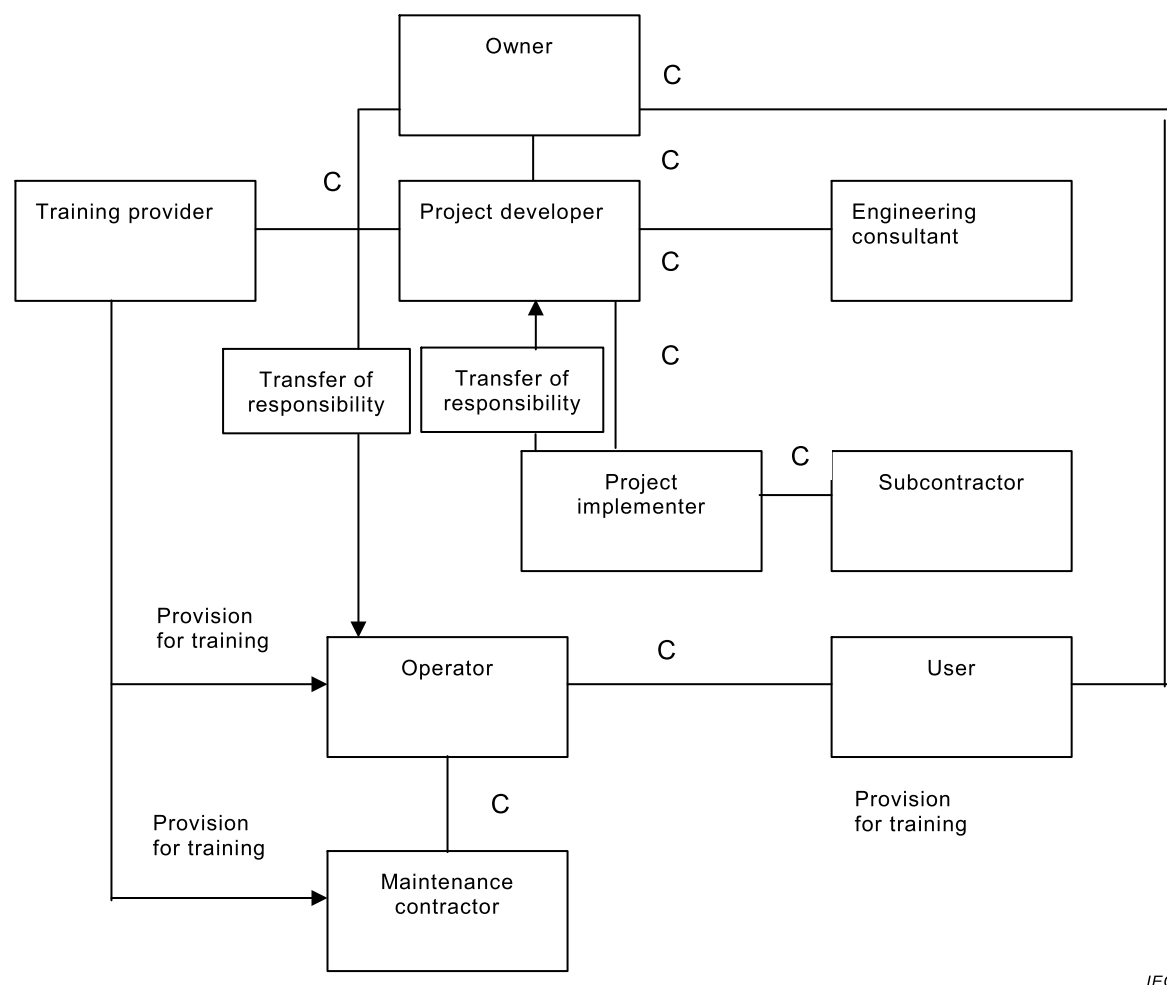 Owner
C
C
C
Training provider
Project developer
Engineering
consultant
C
C
Transfer of
responsibility
Transfer of
responsibility
C
Project
implementer
Subcontractor
Provision
for training
C
Operator
User
C
Provision
for training
Provision
for training
Maintenance
contractor